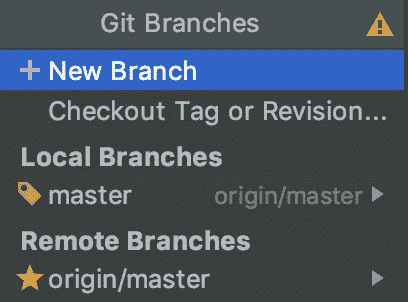 Git Branches
+ New Branch
Checkout Tag or Revision...
Local Branches
master origin/master
Remote Branches
origin/master